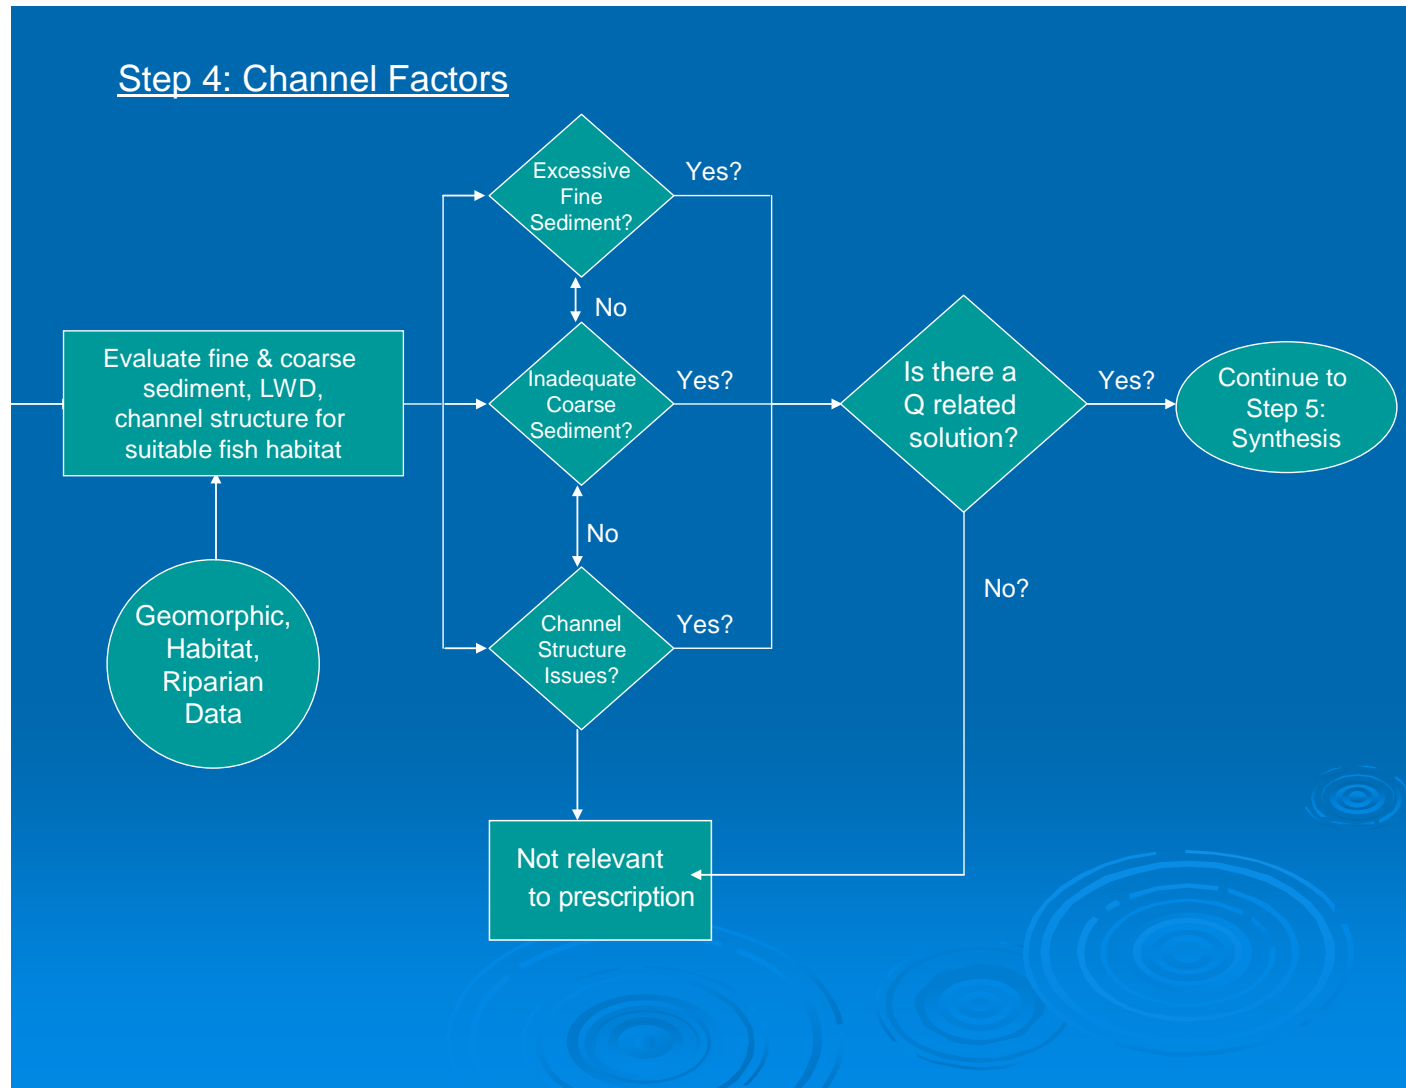 Step 4: Channel Factors
Excessive
Fine
Sediment?
Yes?
No
Evaluate fine & coarse
sediment, LWD,
channel structure for
suitable fish habitat
Inadequate
Coarse
Sediment?
Yes?
Is there a
Q related
solution?
Yes?
Continue to
Step 5:
Synthesis
No
No?
Geomorphic,
Habitat,
Riparian
Data
Channel
Structure
Issues?
Yes?
Not relevant
to prescription